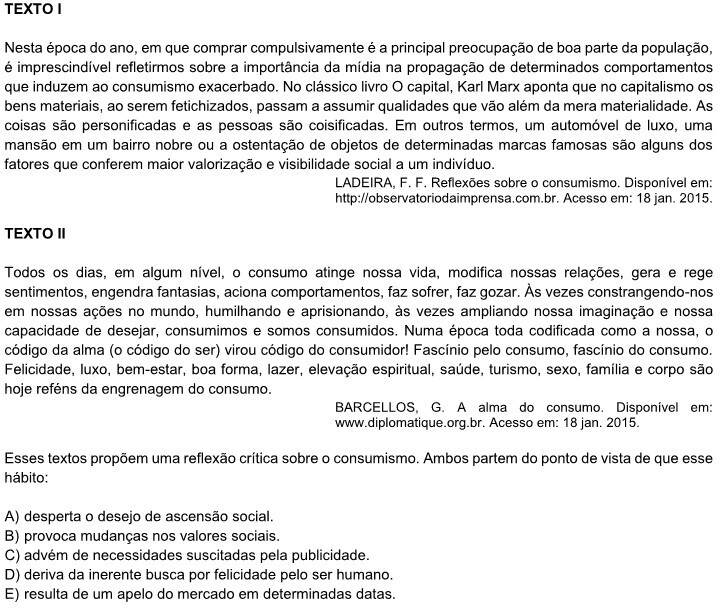 TEXTO I
Nesta época do ano, em que comprar compulsivamente é a principal preocupação de boa parte da população,
é imprescindível refletirmos sobre a importância da mídia na propagação de determinados comportamentos
que induzem ao consumismo exacerbado. No clássico livro O capital, Karl Marx aponta que no capitalismo os
bens materiais, ao serem fetichizados, passam a assumir qualidades que vão além da mera materialidade. As
coisas são personificadas e as pessoas são coisificadas. Em outros termos, um automóvel de luxo, uma
mansão em um bairro nobre ou a ostentação de objetos de determinadas marcas famosas são alguns dos
fatores que conferem maior valorização e visibilidade social a um indivíduo.
LADEIRA, F. F. Reflexões sobre o consumismo. Disponível em:
http://observatoriodaimprensa.com.br. Acesso em: 18 jan. 2015.
TEXTO II
Todos os dias, em algum nível, o consumo atinge nossa vida, modifica nossas relações, gera e rege
sentimentos, engendra fantasias, aciona comportamentos, faz sofrer, faz gozar. Às vezes constrangendo-nos
em nossas ações no mundo, humilhando e aprisionando, às vezes ampliando nossa imaginação e nossa
capacidade de desejar, consumimos e somos consumidos. Numa época toda codificada como a nossa, o
código da alma (o código do ser) virou código do consumidor! Fascínio pelo consumo, fascínio do consumo.
Felicidade, luxo, bem-estar, boa forma, lazer, elevação espiritual, saúde, turismo, sexo, família e corpo são
hoje reféns da engrenagem do consumo.
BARCELLOS, G. A alma do consumo. Disponível em:
www.diplomatique.org.br. Acesso em: 18 jan. 2015.
Esses textos propõem uma reflexão crítica sobre o consumismo. Ambos partem do ponto de vista de que esse
hábito:
A) desperta o desejo de ascensão social.
B) provoca mudanças nos valores sociais.
C) advém de necessidades suscitadas pela publicidade.
D) deriva da inerente busca por felicidade pelo ser humano.
E) resulta de um apelo do mercado em determinadas datas.